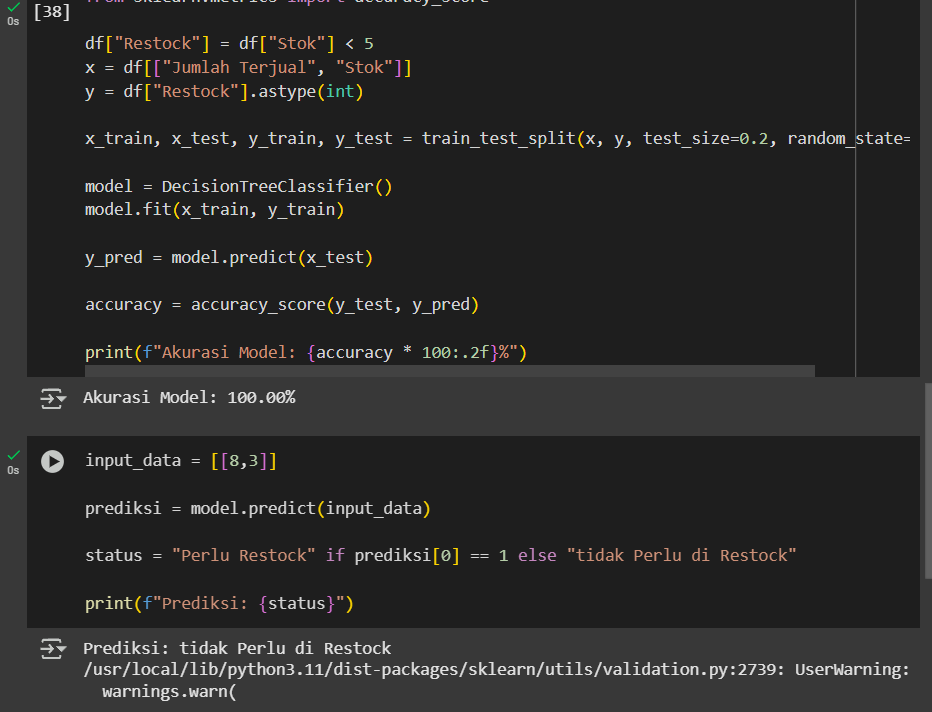 [38]
0s
df["Restock"] = df["Stok"] < 5
x = df[["Jumlah Terjual", "Stok"]]
y = df["Restock"].astype(int)
x_train, x_test, y_train, y_test = train_test_split(x, y, test_size=0.2, random_state=
model = DecisionTreeClassifier()
model.fit(x_train, y_train)
y_pred = model.predict(x_test)
accuracy = accuracy_score(y_test, y_pred)
print(f"Akurasi Model: {accuracy * 100:.2f}%")
Akurasi Model: 100.00%
0s
input_data = [[8,3]]
prediksi = model.predict(input_data)
status = "Perlu Restock" if prediksi[0] == 1 else "tidak Perlu di Restock"
print(f"Prediksi: {status}")
Prediksi: tidak Perlu di Restock
/usr/local/lib/python3.11/dist-packages/sklearn/utils/validation.py:2739: UserWarning:
warnings.warn(